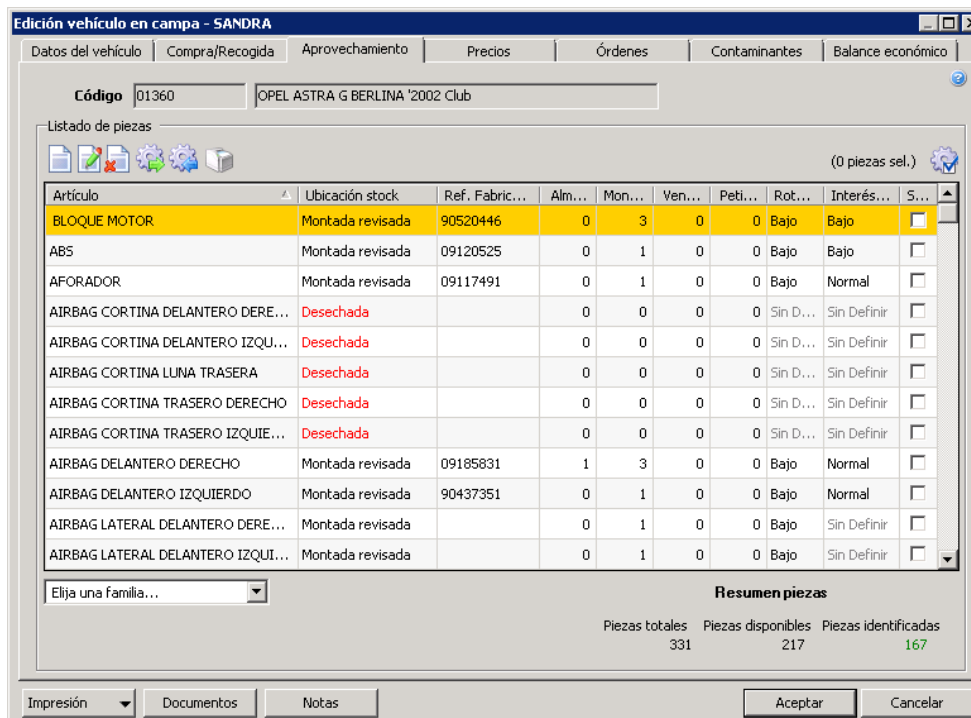 Edición vehículo en campa - SANDRA
Datos del vehículo Compra/Recogida Aprovechamiento Precios Órdenes Contaminantes Balance económico
Código 01360 OPEL ASTRA G BERLINA '2002 Club
Listado de piezas
(0 piezas sel.)
Artículo Ubicación stock Ref. Fabric... Alm... Mon... Ven... Peti... Rot... Interés... S...
BLOQUE MOTOR Montada revisada 90520446 0 3 0 0 Bajo Bajo
ABS Montada revisada 09120525 0 1 0 0 Bajo Bajo
AFORADOR Montada revisada 09117491 0 1 0 0 Bajo Normal
AIRBAG CORTINA DELANTERO DERE... Desechada 0 0 0 0 Sin D... Sin Definir
AIRBAG CORTINA DELANTERO IZQU... Desechada 0 0 0 0 Sin D... Sin Definir
AIRBAG CORTINA LUNA TRASERA Desechada 0 0 0 0 Sin D... Sin Definir
AIRBAG CORTINA TRASERO DERECHO Desechada 0 0 0 0 Sin D... Sin Definir
AIRBAG CORTINA TRASERO IZQUIE... Desechada 0 0 0 0 Sin D... Sin Definir
AIRBAG DELANTERO DERECHO Montada revisada 09185831 1 3 0 0 Bajo Normal
AIRBAG DELANTERO IZQUIERDO Montada revisada 90437351 0 1 0 0 Bajo Normal
AIRBAG LATERAL DELANTERO DERE... Montada revisada 0 1 0 0 Bajo Sin Definir
AIRBAG LATERAL DELANTERO IZQUI... Montada revisada 0 1 0 0 Bajo Sin Definir
Elija una familia... Resumen piezas
Piezas totales Piezas disponibles Piezas identificadas
331 217 167
Impresión Documentos Notas Aceptar Cancelar